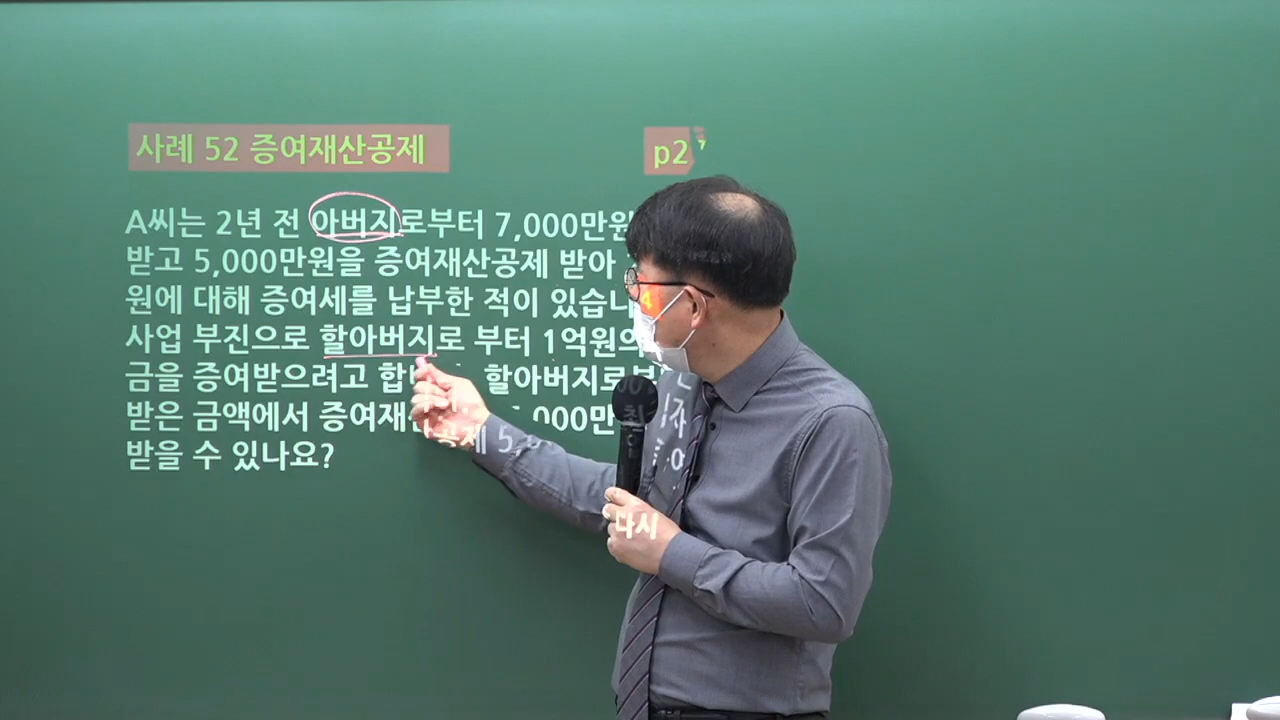 사례 52 증여재산공제
p2
A씨는 2년 전 아버지로부터 7,000만원
받고 5,000만원을 증여재산공제 받아
원에 대해 증여세를 납부한 적이 있습니
사업 부진으로 할아버지로 부터 1억원의
금을 증여받으려고 합 할아버지로부
받은 금액에서 증여재산공제 5,000만
다시
받을 수 있나요?